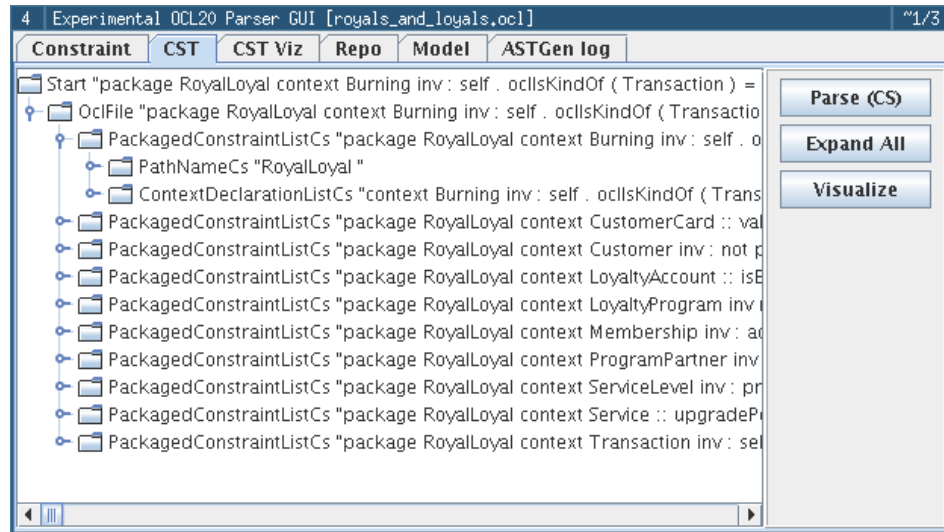 4 Experimental OCL20 Parser GUI [royals_and_loyals.ocl] ~1/3
Constraint CST CST Viz Repo Model ASTGen log
Start "package RoyalLoyal context Burning inv : self . oclIsKindOf ( Transaction ) =
OclFile "package RoyalLoyal context Burning inv : self . oclIsKindOf ( Transactio
PackagedConstraintListCs "package RoyalLoyal context Burning inv : self . o
PathNameCs "RoyalLoyal "
ContextDeclarationListCs "context Burning inv : self . oclIsKindOf ( Trans
PackagedConstraintListCs "package RoyalLoyal context CustomerCard :: val
PackagedConstraintListCs "package RoyalLoyal context Customer inv : not p
PackagedConstraintListCs "package RoyalLoyal context LoyaltyAccount :: isE
PackagedConstraintListCs "package RoyalLoyal context LoyaltyProgram inv
PackagedConstraintListCs "package RoyalLoyal context Membership inv : ac
PackagedConstraintListCs "package RoyalLoyal context ProgramPartner inv
PackagedConstraintListCs "package RoyalLoyal context ServiceLevel inv : pr
PackagedConstraintListCs "package RoyalLoyal context Service :: upgradeP
PackagedConstraintListCs "package RoyalLoyal context Transaction inv : sel
Parse (CS)
Expand All
Visualize